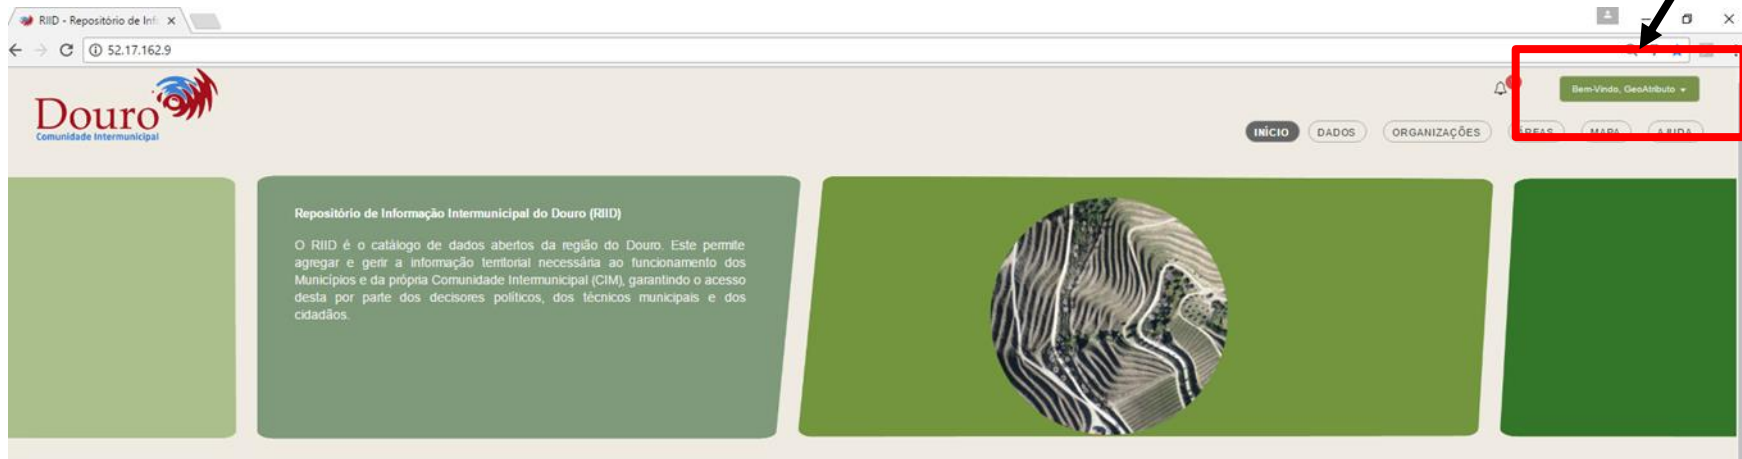 RIID - Repositório de Inf
52.17.162.9
Douro
Comunidade Intermunicipal
Bem-Vindo, GeoAtributo
INÍCIO DADOS ORGANIZAÇÕES ÁREAS MAPA AJUDA
Repositório de Informação Intermunicipal do Douro (RIID)
O RIID é o catálogo de dados abertos da região do Douro. Este permite
agregar e gerir a informação territorial necessária ao funcionamento dos
Municípios e da própria Comunidade Intermunicipal (CIM), garantindo o acesso
desta por parte dos decisores políticos, dos técnicos municipais e dos
cidadãos.